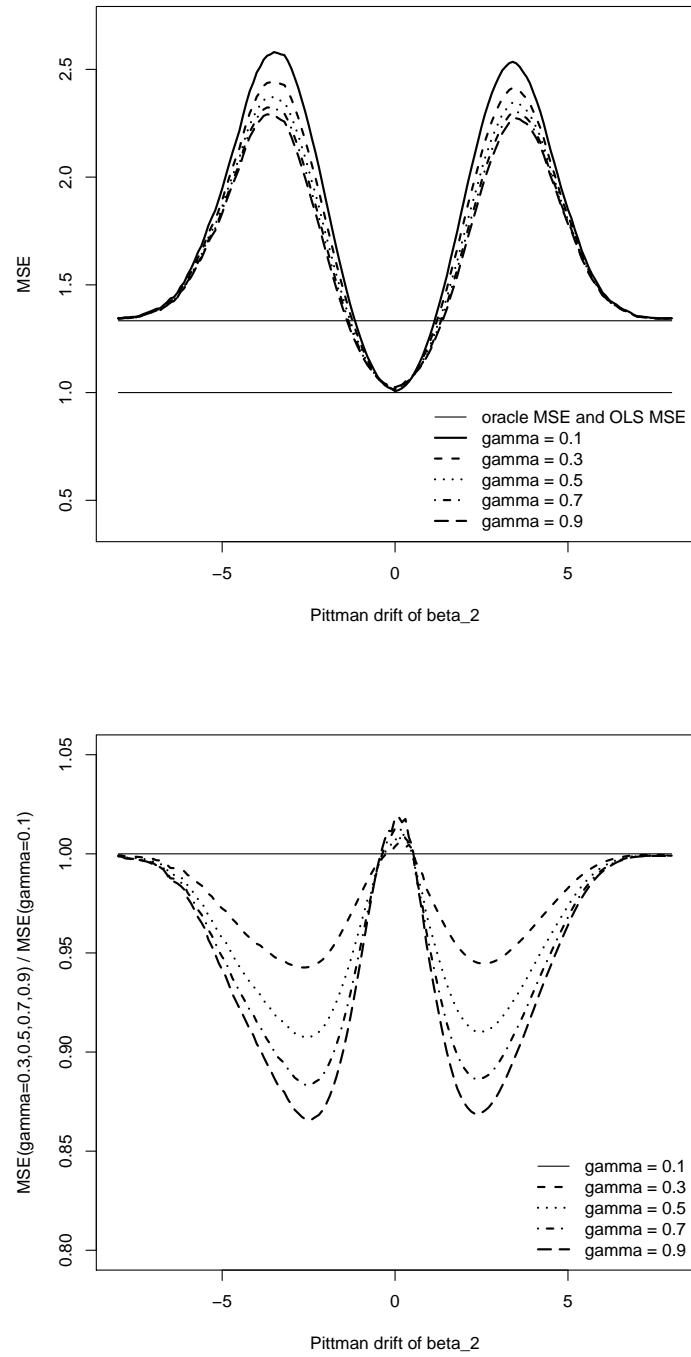 2.5
2.0
1.5
1.0
0.5
MSE
oracle MSE and OLS MSE
gamma = 0.1
gamma = 0.3
gamma = 0.5
gamma = 0.7
gamma = 0.9
−5 0 5
Pittman drift of beta_2
1.05
1.00
0.95
0.90
0.85
0.80
MSE(gamma=0.3,0.5,0.7,0.9) / MSE(gamma=0.1)
gamma = 0.1
gamma = 0.3
gamma = 0.5
gamma = 0.7
gamma = 0.9
−5 0 5
Pittman drift of beta_2